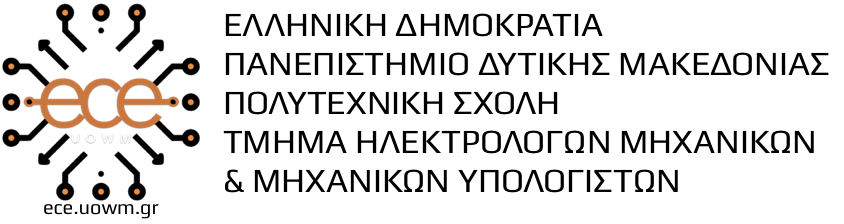 ΕΛΛΗΝΙΚΗ ΔΗΜΟΚΡΑΤΙΑ
ΠΑΝΕΠΙΣΤΗΜΙΟ ΔΥΤΙΚΗΣ ΜΑΚΕΔΟΝΙΑΣ
ΠΟΛΥΤΕΧΝΙΚΗ ΣΧΟΛΗ
ΤΜΗΜΑ ΗΛΕΚΤΡΟΛΟΓΩΝ ΜΗΧΑΝΙΚΩΝ
& ΜΗΧΑΝΙΚΩΝ ΥΠΟΛΟΓΙΣΤΩΝ
ece
UOWM
ece.uowm.gr